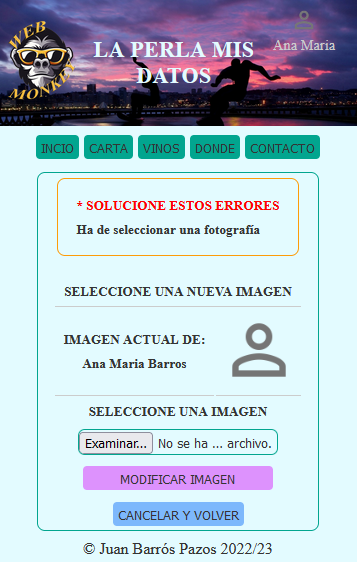 WEB
MONKEY
LA PERLA MIS
DATOS
Ana Maria
INCIO
CARTA
VINOS
DONDE
CONTACTO
* SOLUCIONE ESTOS ERRORES
Ha de seleccionar una fotografía
SELECCIONE UNA NUEVA IMAGEN
IMAGEN ACTUAL DE:
Ana Maria Barros
SELECCIONE UNA IMAGEN
Examinar... No se ha ... archivo.
MODIFICAR IMAGEN
CANCELAR Y VOLVER
© Juan Barrós Pazos 2022/23